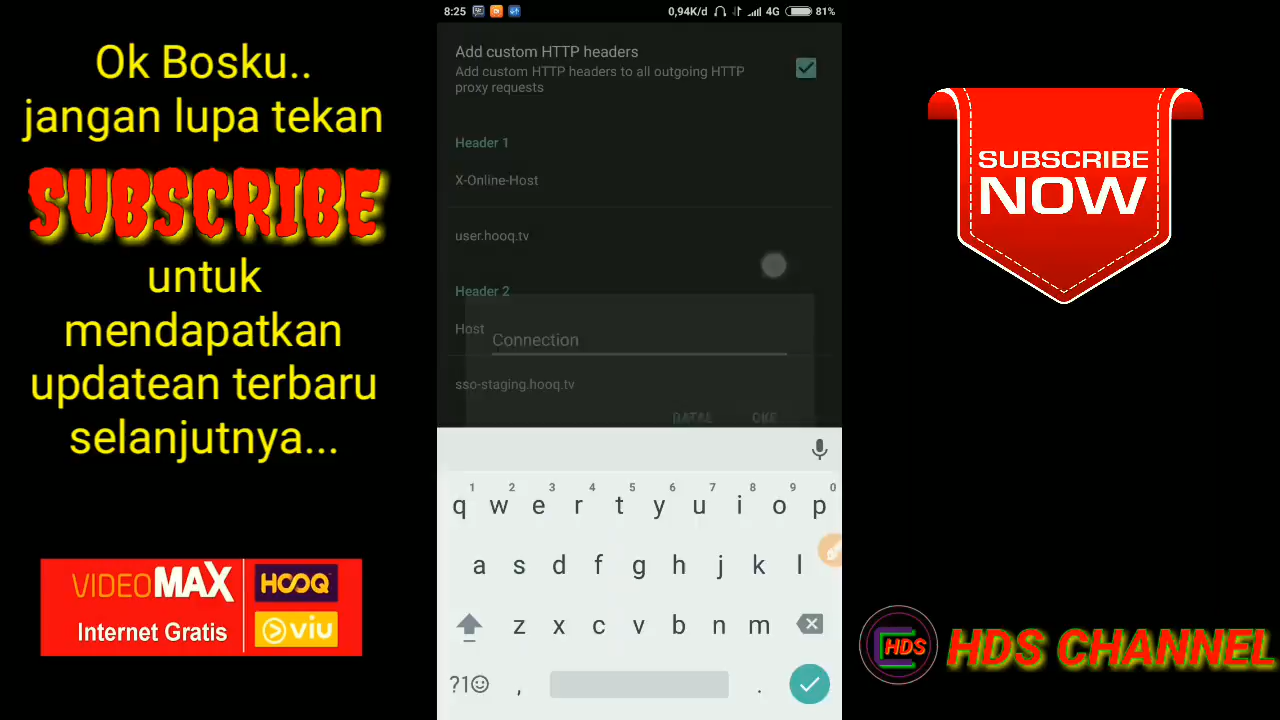 Ok Bosku..
jangan lupa tekan
SUBSCRIBE
untuk
mendapatkan
updatean terbaru
selanjutnya...
VIDEOMAX
Internet Gratis
HOOQ
viu
8:25
0,94K/d
4G
81%
Add custom HTTP headers
Add custom HTTP headers to all outgoing HTTP
proxy requests
Header 1
X-Online-Host
user.hooq.tv
Header 2
Host
Connection
sso-staging.hooq.tv
BATAL OKE
1 2 3 4 5 6 7 8 9 0
q w e r t y u i o p
a s d f g h j k l
z x c v b n m
?1☺ , .
SUBSCRIBE
NOW
HDS
HDS CHANNEL